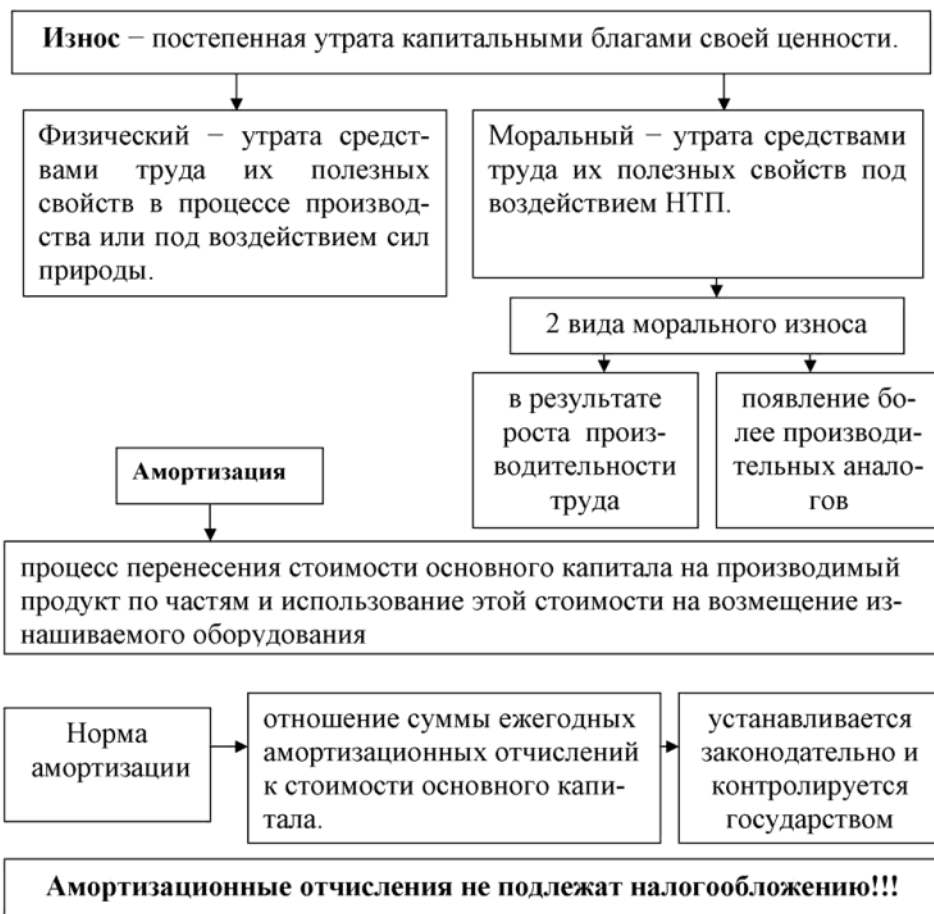 Износ − постепенная утрата капитальными благами своей ценности.
Физический − утрата средст-
вами труда их полезных
свойств в процессе производ-
ства или под воздействием сил
природы.
Моральный − утрата средствами
труда их полезных свойств под
воздействием НТП.
2 вида морального износа
в результате
роста произ-
водительности
труда
появление бо-
лее производи-
тельных анало-
гов
Амортизация
процесс перенесения стоимости основного капитала на производимый
продукт по частям и использование этой стоимости на возмещение из-
нашиваемого оборудования
Норма
амортизации
отношение суммы ежегодных
амортизационных отчислений
к стоимости основного капи-
тала.
устанавливается
законодательно и
контролируется
государством
Амортизационные отчисления не подлежат налогообложению!!!